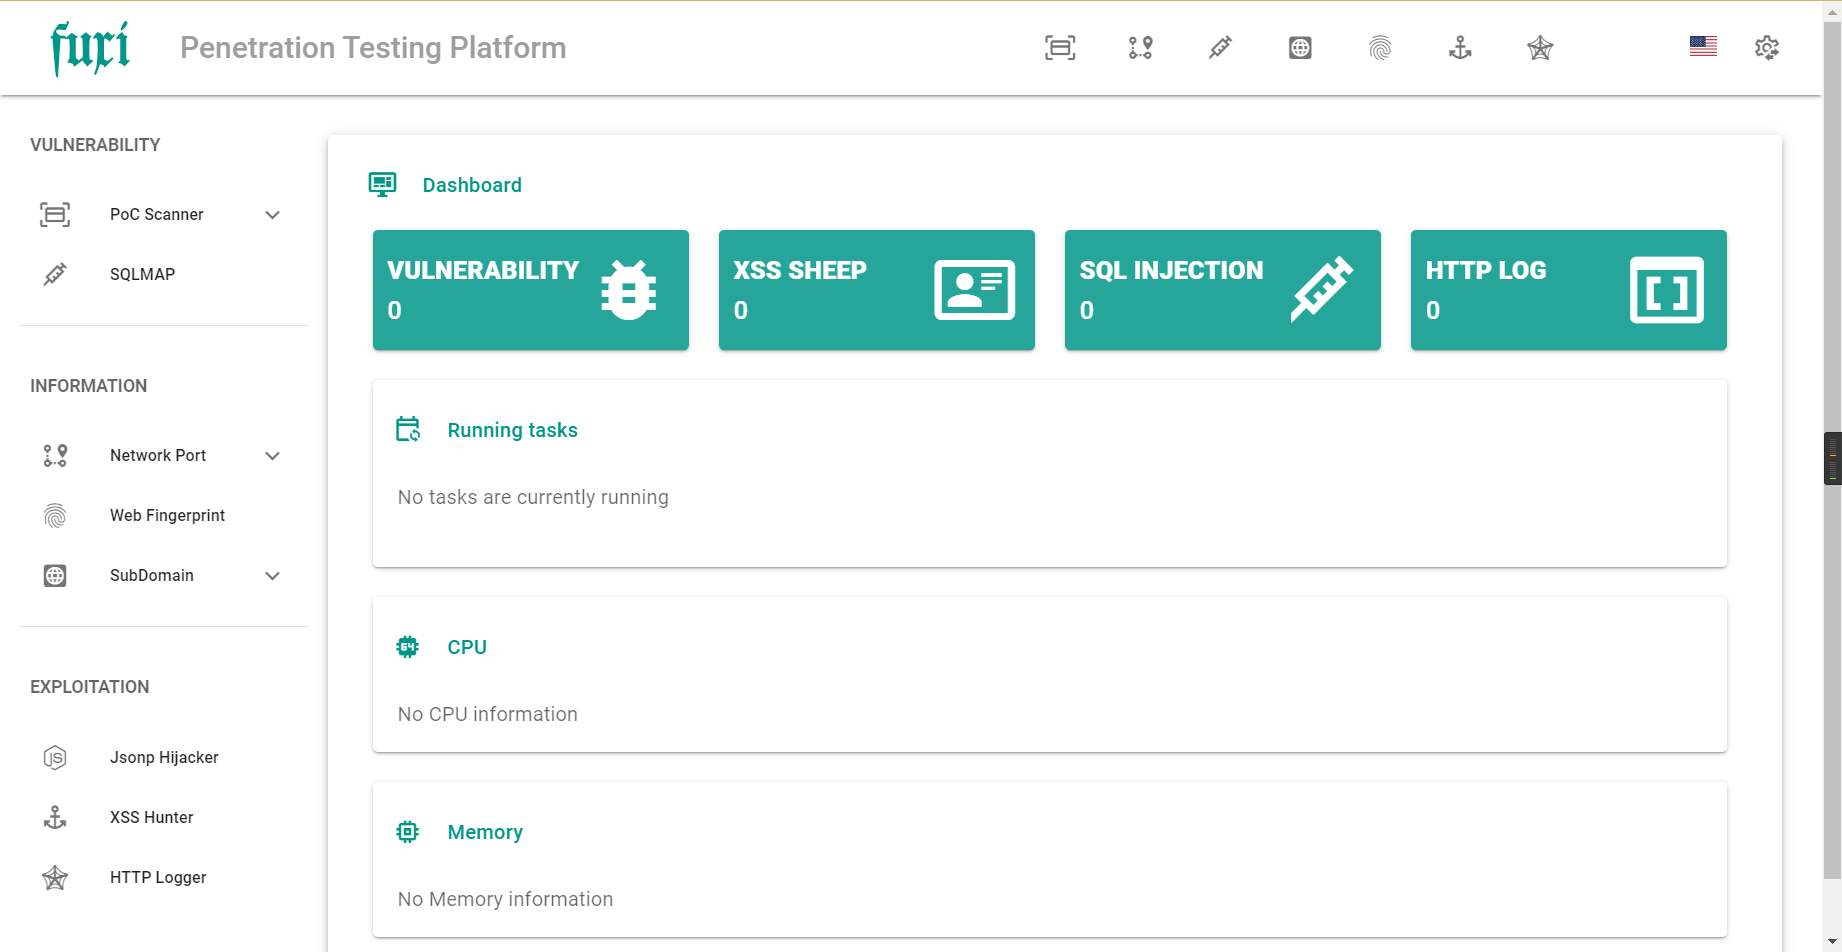 furi
Penetration Testing Platform
VULNERABILITY
PoC Scanner
SQLMAP
INFORMATION
Network Port
Web Fingerprint
SubDomain
EXPLOITATION
Jsonp Hijacker
XSS Hunter
HTTP Logger
Dashboard
VULNERABILITY
0
XSS SHEEP
0
SQL INJECTION
0
HTTP LOG
0
Running tasks
No tasks are currently running
64
CPU
No CPU information
Memory
No Memory information